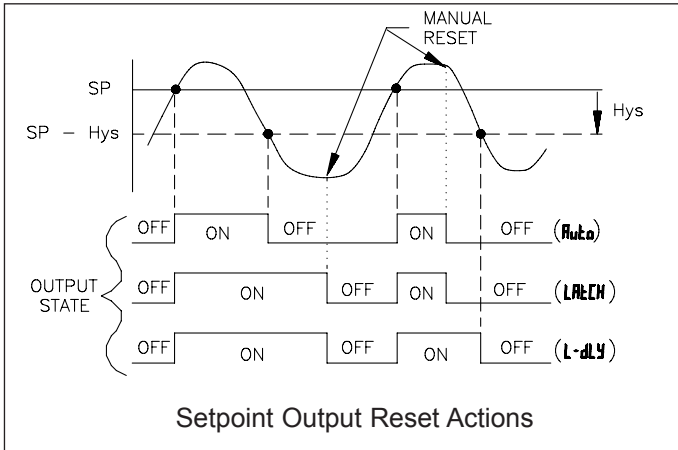 MANUAL
RESET
SP
Hys
SP - Hys
OFF ON OFF ON OFF (Auto)
OUTPUT
STATE
OFF ON OFF ON OFF (LAtCH)
OFF ON OFF ON OFF (L-dLY)
Setpoint Output Reset Actions